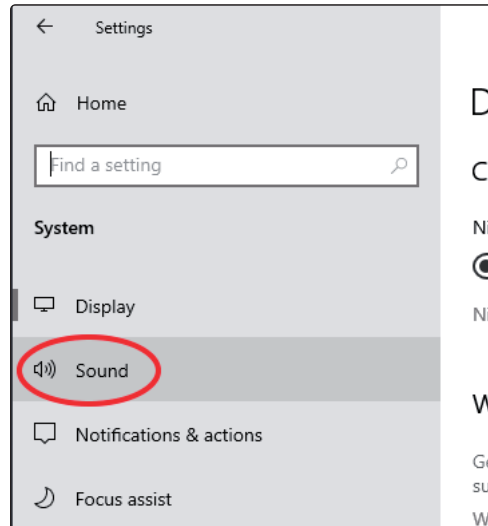 Settings
Home
Find a setting
System
Display
Sound
Notifications & actions
Focus assist